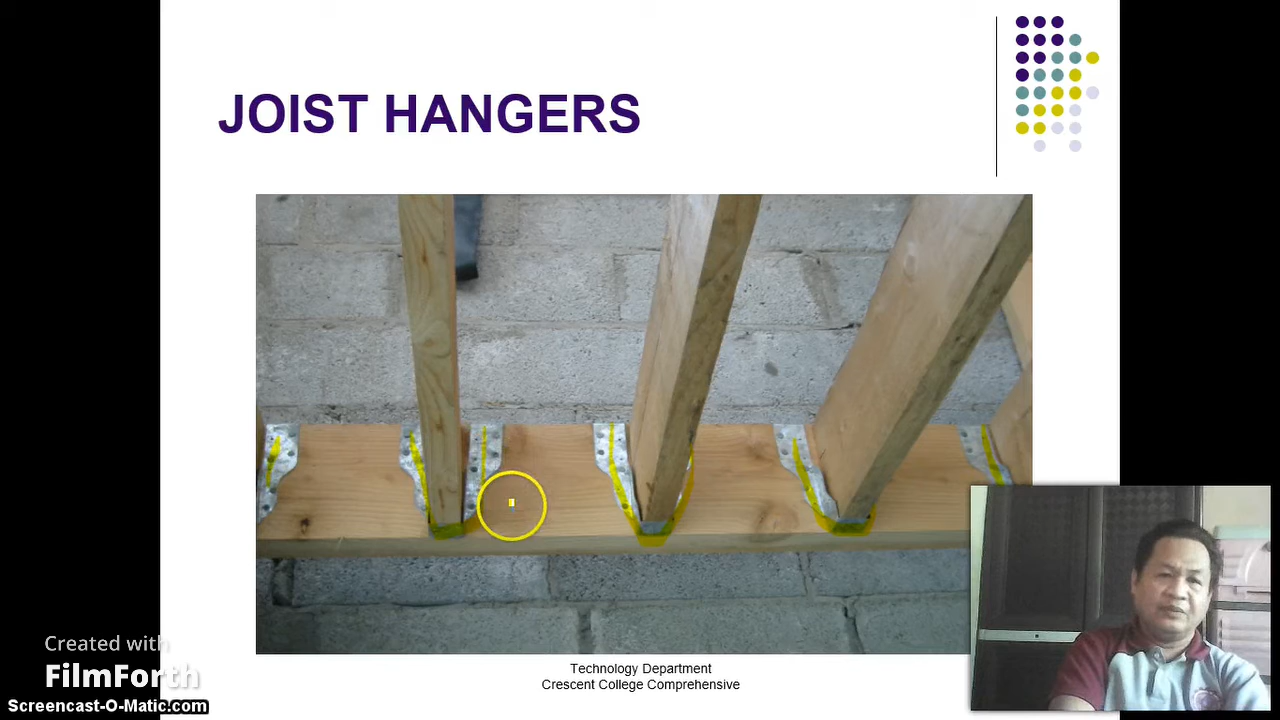 JOIST HANGERS
Technology Department
Crescent College Comprehensive
Created with
FilmForth
Screencast-O-Matic.com